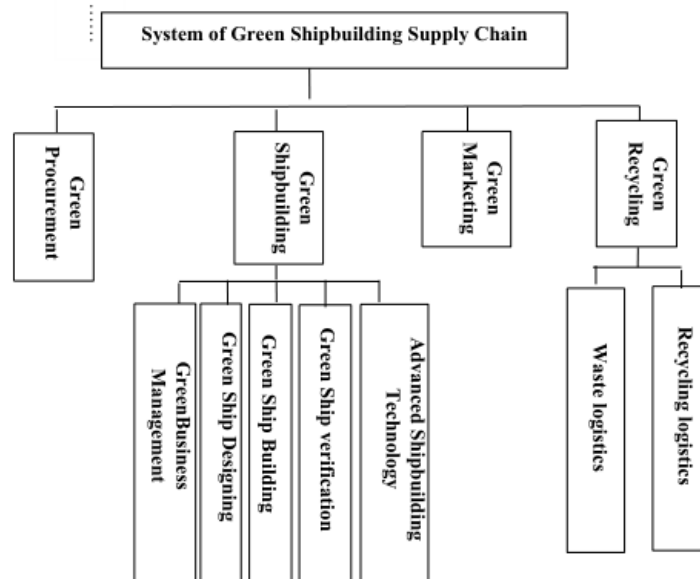 System of Green Shipbuilding Supply Chain
Green
Procurement
Green
Shipbuilding
Green
Marketing
Green
Recycling
GreenBusiness
Management
Green Ship Designing
Green Ship Building
Green Ship verification
Advanced Shipbuilding
Technology
Waste logistics
Recycling logistics